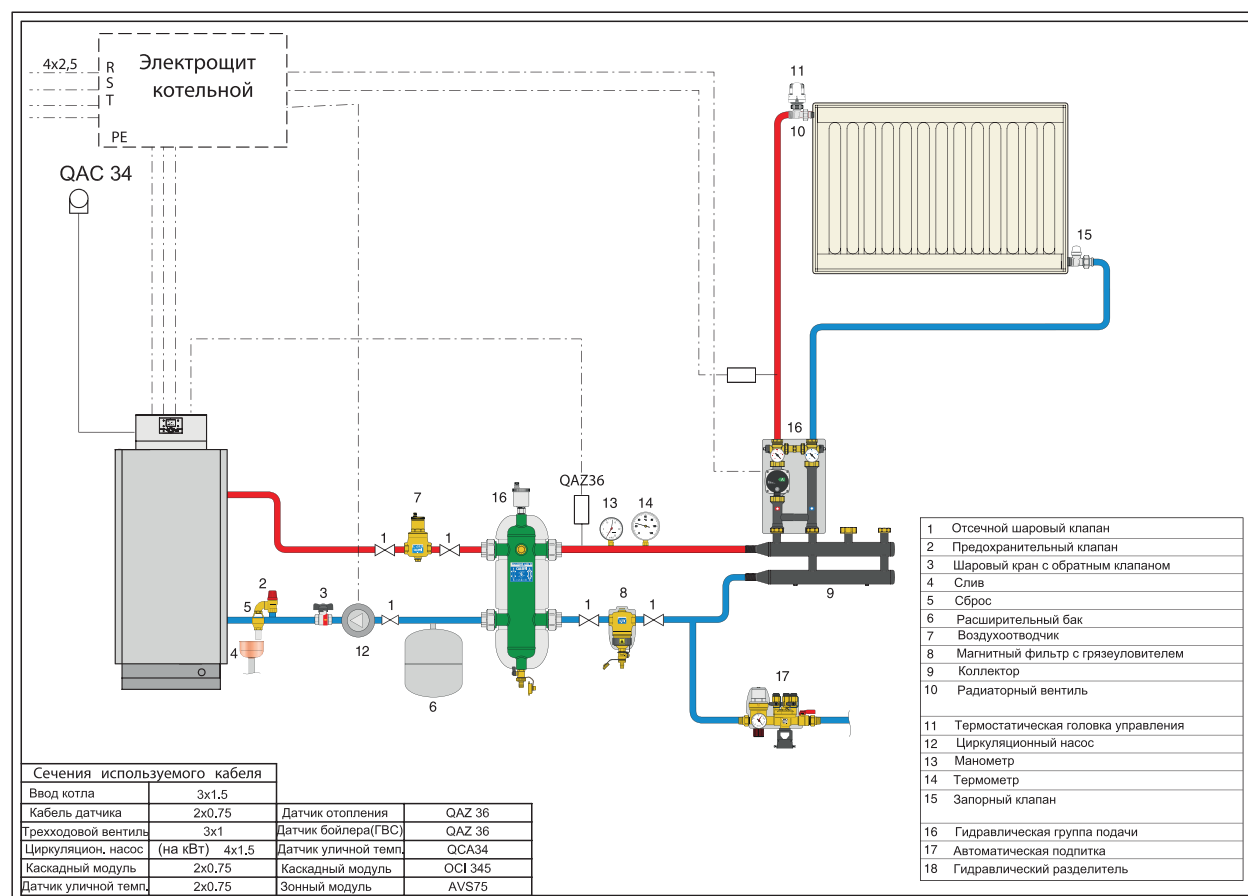 4x2,5
R
S
T
PE
Электрощит
котельной
QAC 34
11
10
15
16
QAZ36
7
16
13
14
1
1
2
3
5
1
4
12
6
1
8
1
9
17
1 Отсечной шаровый клапан
2 Предохранительный клапан
3 Шаровый кран с обратным клапаном
4 Слив
5 Сброс
6 Расширительный бак
7 Воздухоотводчик
8 Магнитный фильтр с грязеуловителем
9 Коллектор
10 Радиаторный вентиль
11 Термостатическая головка управления
12 Циркуляционный насос
13 Манометр
14 Термометр
15 Запорный клапан
16 Гидравлическая группа подачи
17 Автоматическая подпитка
18 Гидравлический разделитель
Сечения используемого кабеля
Ввод котла 3x1.5
Кабель датчика 2x0.75 Датчик отопления QAZ 36
Трехходовой вентиль 3x1 Датчик бойлера(ГВС) QAZ 36
Циркуляцион. насос (на кВт) 4x1.5 Датчик уличной темп. QCA34
Каскадный модуль 2x0.75 Каскадный модуль OCI 345
Датчик уличной темп. 2x0.75 Зонный модуль AVS75